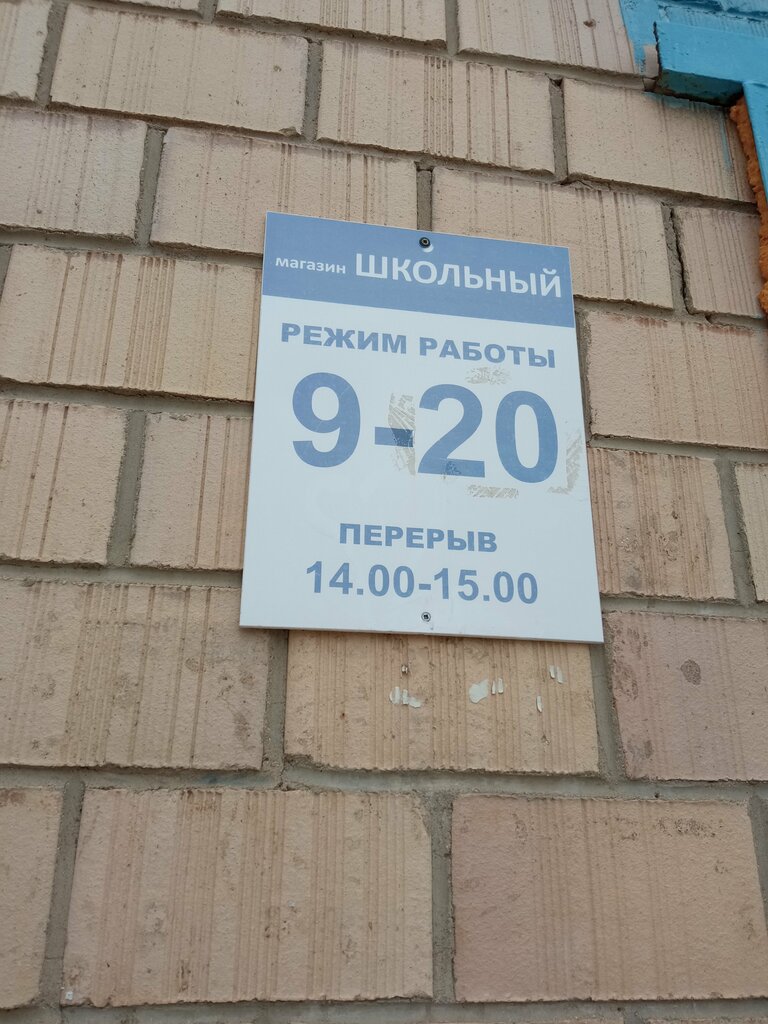 магазин ШКОЛЬНЫЙ
РЕЖИМ РАБОТЫ
9-20
ПЕРЕРЫВ
14.00-15.00